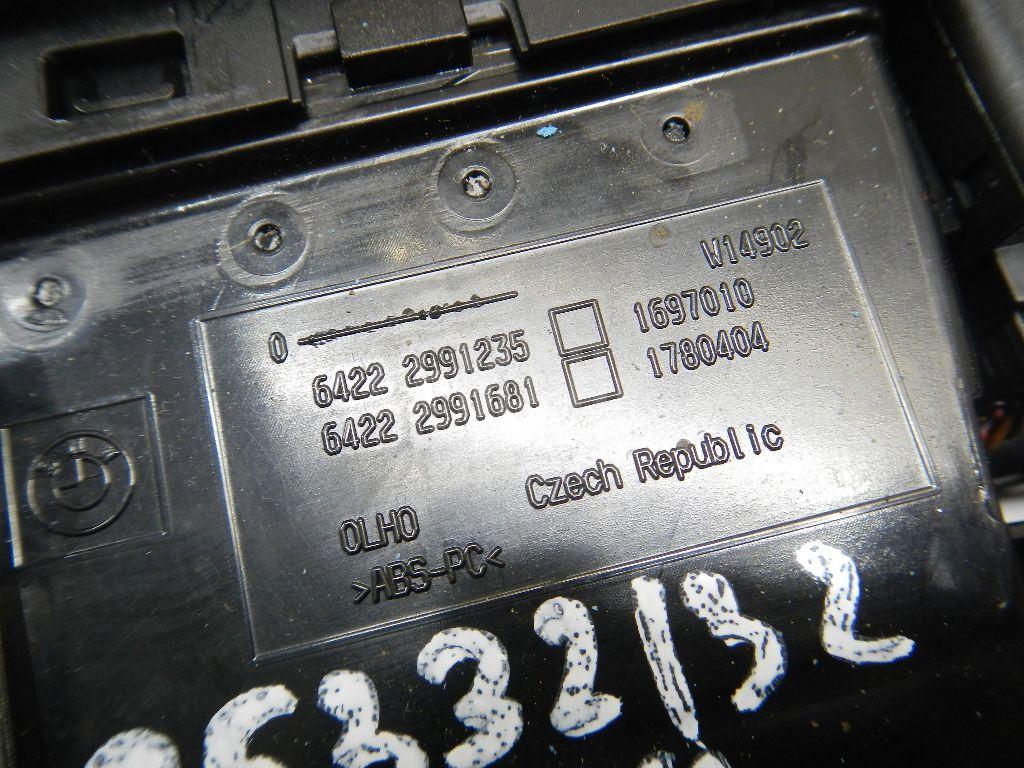 W14902
0
6422 2991235 1697010
6422 2991681 1780404
Czech Republic
OLHO
>ABS-PC<